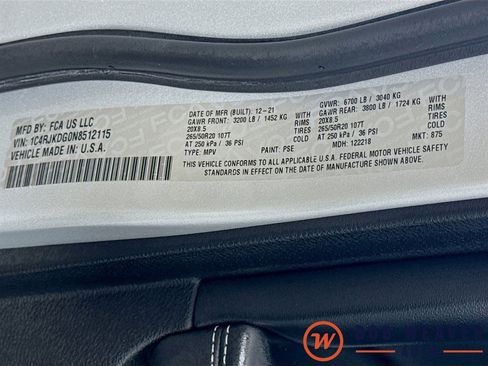 MFD BY: FCA US LLC
VIN: 1C4RJKDG0N8512115
VEHICLE MADE IN: U.S.A.
DATE OF MFR (BUILT): 12-21
GAWR FRONT: 3200 LB / 1452 KG
20X8.5 RIMS
265/50R20 107T TIRES
AT 250 kPa / 36 PSI
TYPE: MPV
PAINT: PSE
GVWR: 6700 LB / 3040 KG
GAWR REAR: 3800 LB / 1724 KG
20X8.5 RIMS
265/50R20 107T TIRES
AT 250 kPa / 36 PSI
MDH: 122218
MKT: 875
THIS VEHICLE CONFORMS TO ALL APPLICABLE U.S.A. FEDERAL MOTOR VEHICLE SAFETY
STANDARDS IN EFFECT ON THE DATE OF MANUFACTURE SHOWN ABOVE
W